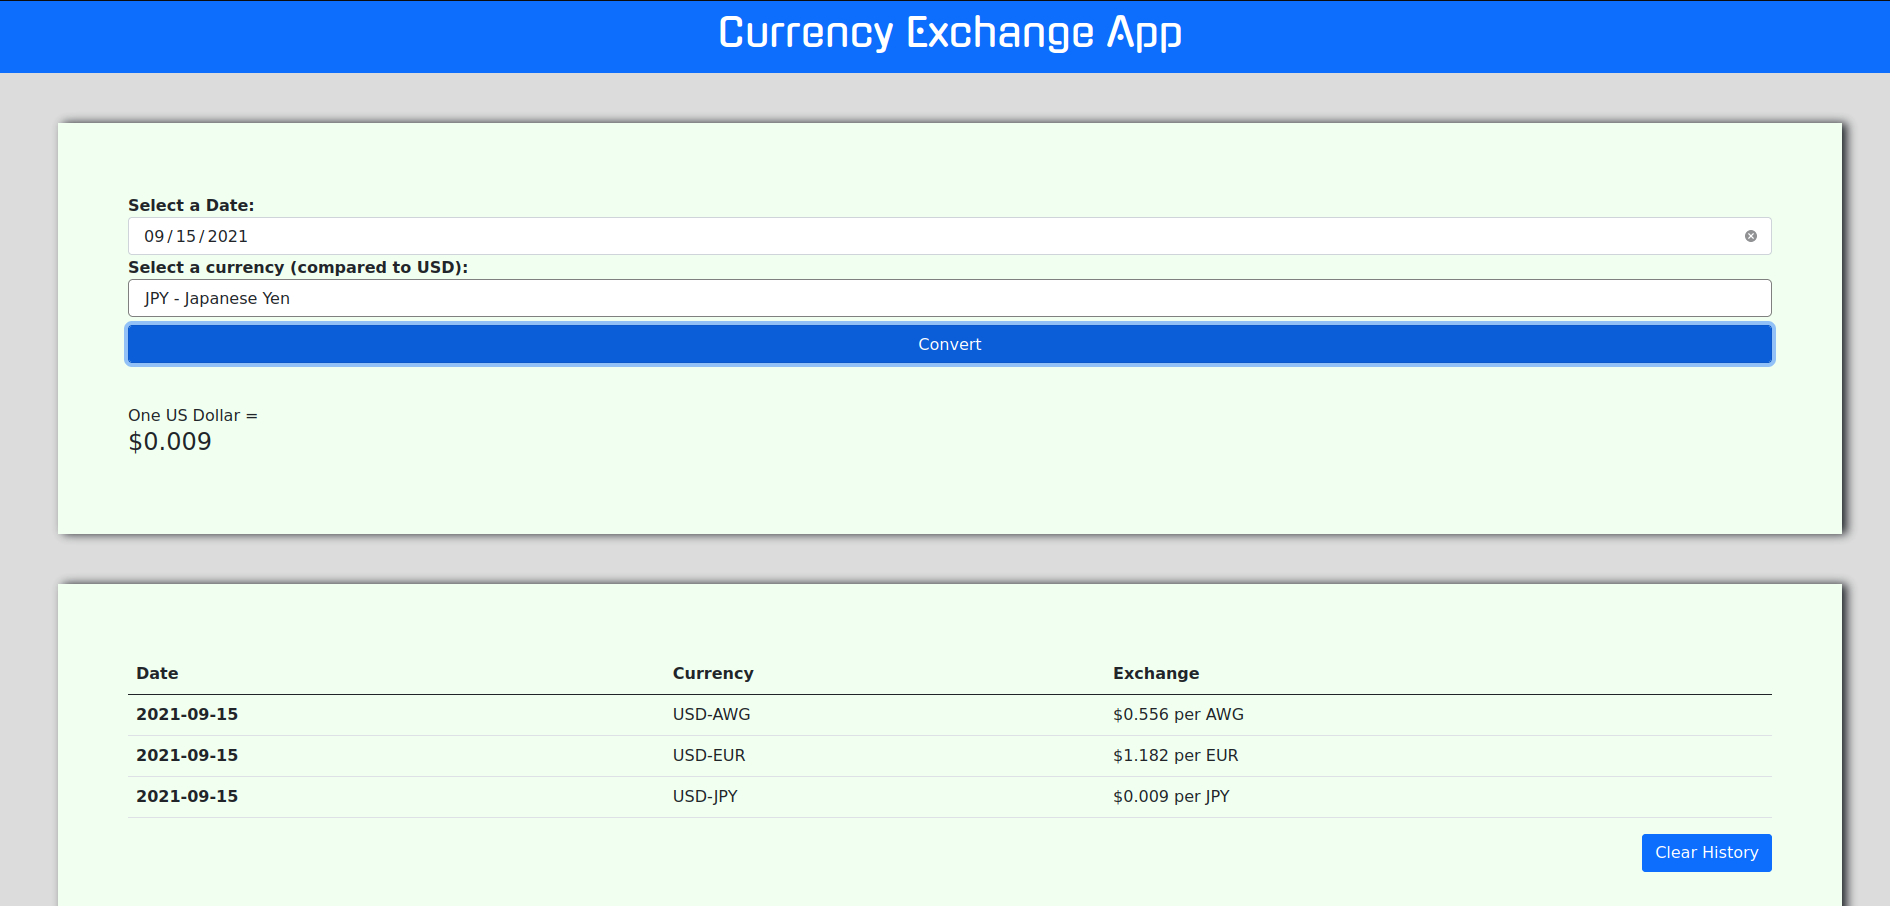 Currency Exchange App
Select a Date:
09/15/2021
Select a currency (compared to USD):
JPY - Japanese Yen
Convert
One US Dollar =
$0.009
Date Currency Exchange
2021-09-15 USD-AWG $0.556 per AWG
2021-09-15 USD-EUR $1.182 per EUR
2021-09-15 USD-JPY $0.009 per JPY
Clear History